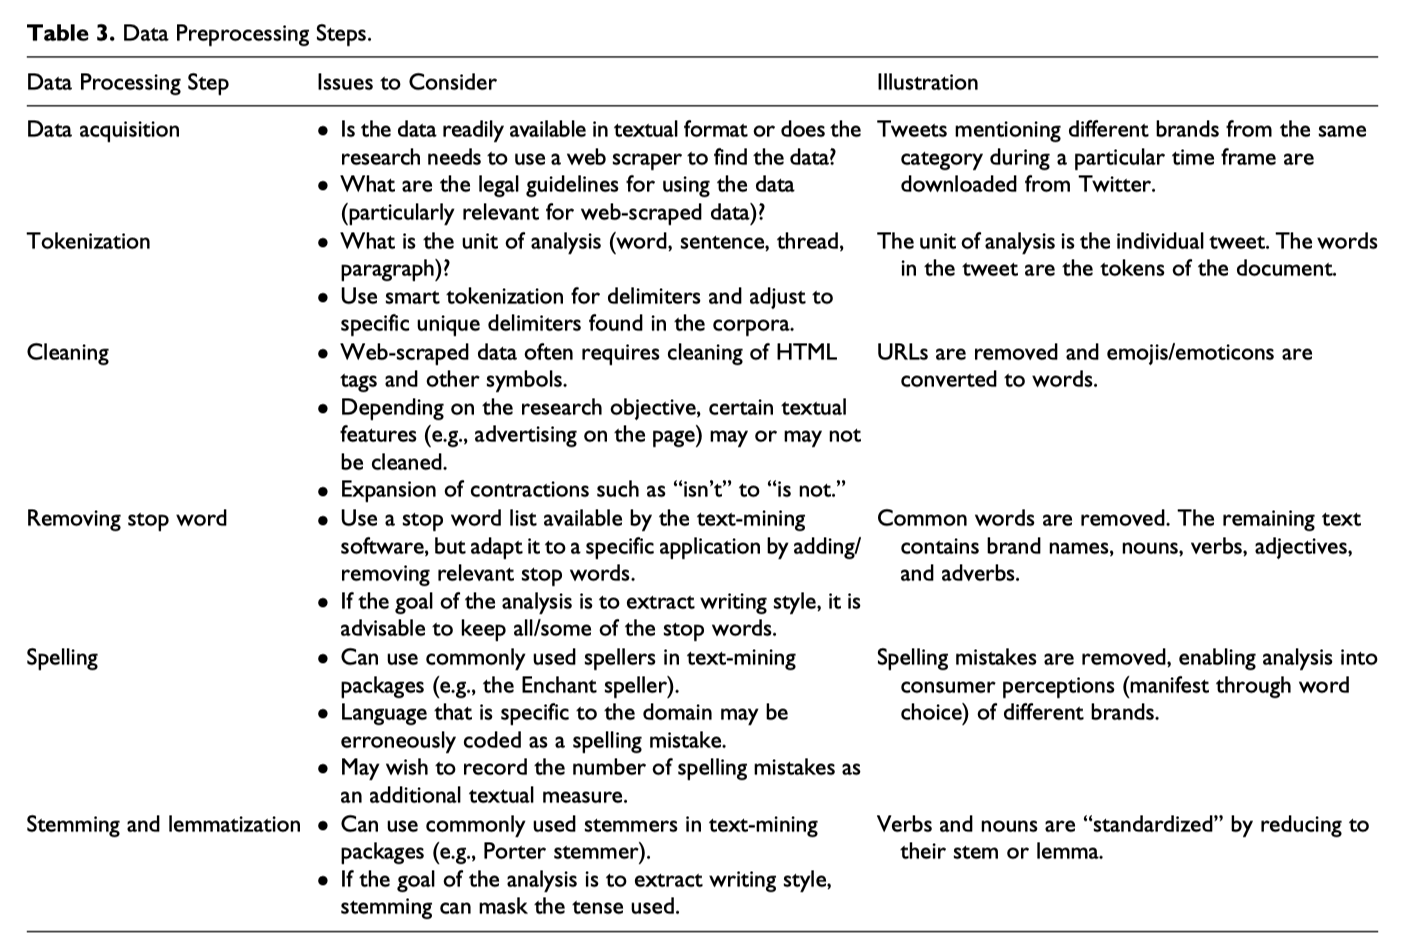 Table 3. Data Preprocessing Steps.
Data Processing Step Issues to Consider Illustration
Data acquisition
• Is the data readily available in textual format or does the
research needs to use a web scraper to find the data?
• What are the legal guidelines for using the data
(particularly relevant for web-scraped data)?
Tweets mentioning different brands from the same
category during a particular time frame are
downloaded from Twitter.
Tokenization
• What is the unit of analysis (word, sentence, thread,
paragraph)?
• Use smart tokenization for delimiters and adjust to
specific unique delimiters found in the corpora.
The unit of analysis is the individual tweet. The words
in the tweet are the tokens of the document.
Cleaning
• Web-scraped data often requires cleaning of HTML
tags and other symbols.
• Depending on the research objective, certain textual
features (e.g., advertising on the page) may or may not
be cleaned.
• Expansion of contractions such as “isn’t” to “is not.”
URLs are removed and emojis/emoticons are
converted to words.
Removing stop word
• Use a stop word list available by the text-mining
software, but adapt it to a specific application by adding/
removing relevant stop words.
• If the goal of the analysis is to extract writing style, it is
advisable to keep all/some of the stop words.
Common words are removed. The remaining text
contains brand names, nouns, verbs, adjectives,
and adverbs.
Spelling
• Can use commonly used spellers in text-mining
packages (e.g., the Enchant speller).
• Language that is specific to the domain may be
erroneously coded as a spelling mistake.
• May wish to record the number of spelling mistakes as
an additional textual measure.
Spelling mistakes are removed, enabling analysis into
consumer perceptions (manifest through word
choice) of different brands.
Stemming and lemmatization
• Can use commonly used stemmers in text-mining
packages (e.g., Porter stemmer).
• If the goal of the analysis is to extract writing style,
stemming can mask the tense used.
Verbs and nouns are “standardized” by reducing to
their stem or lemma.